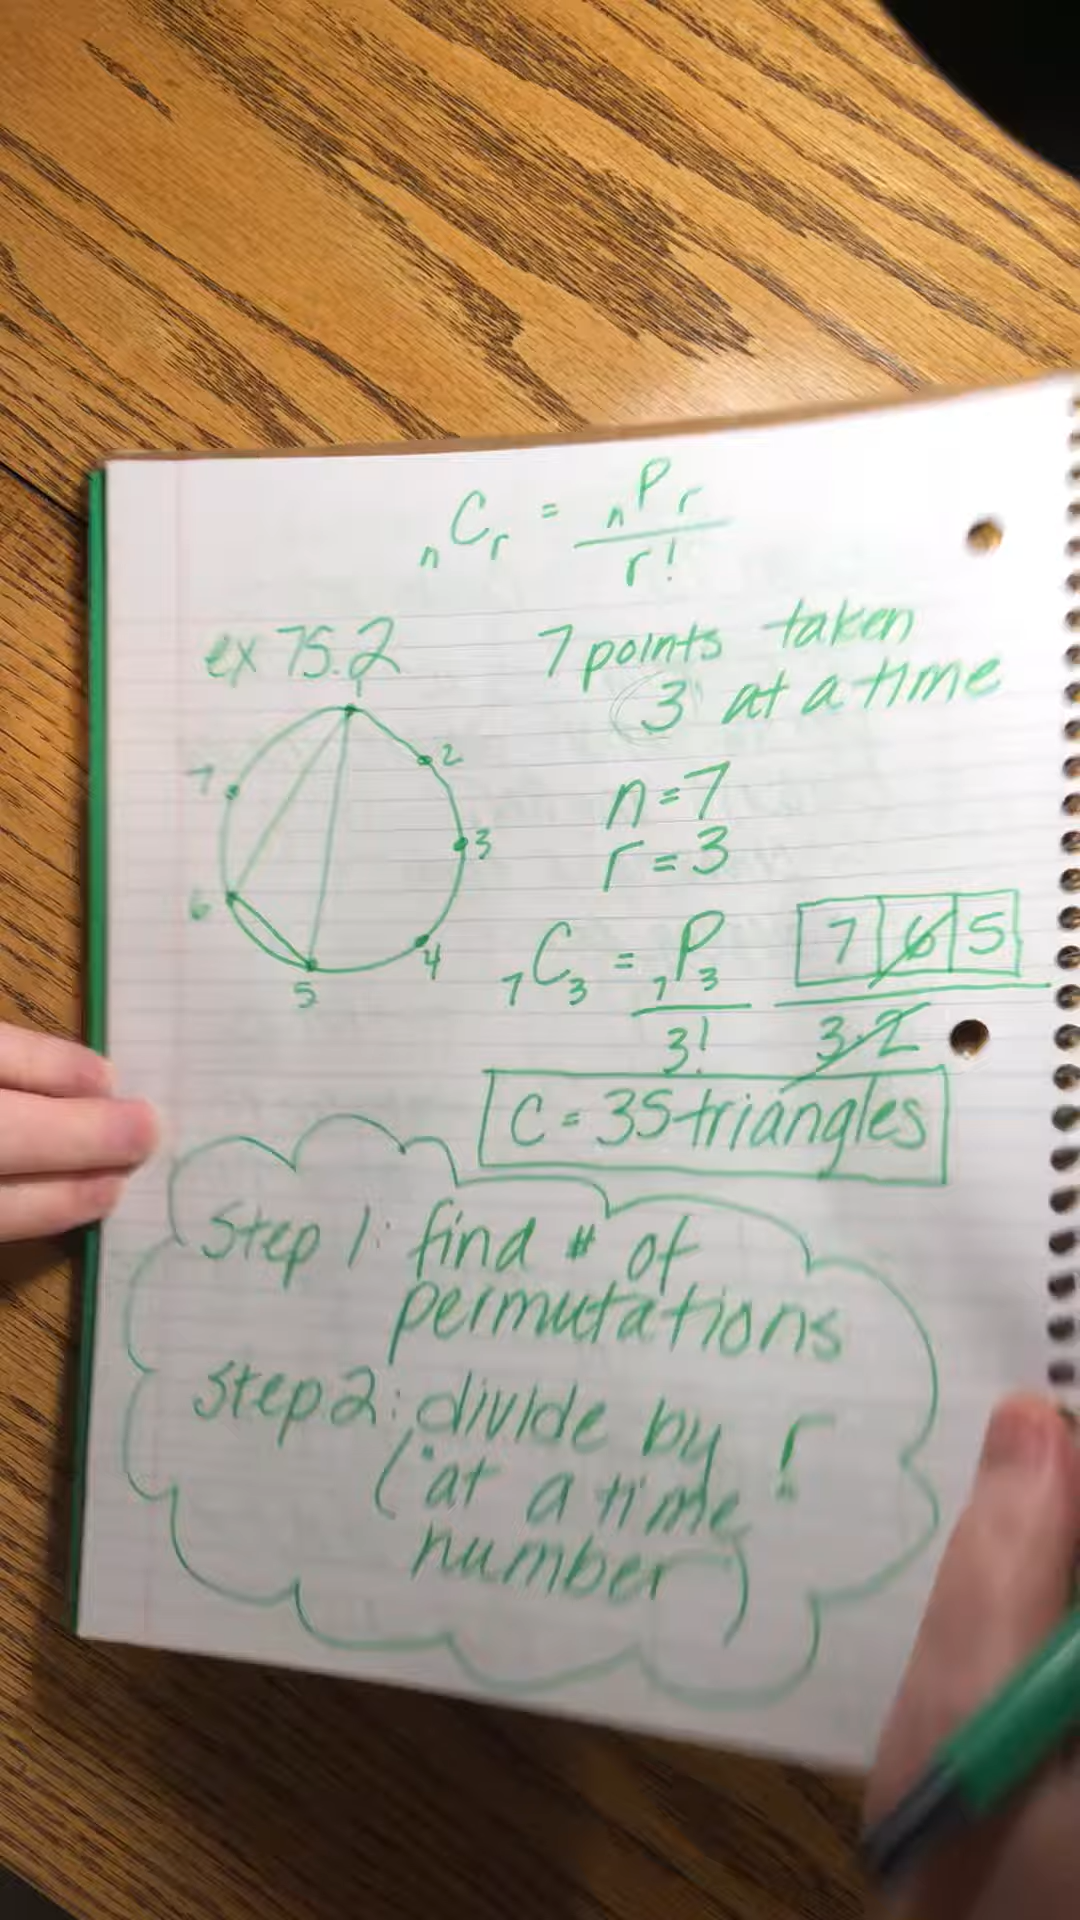 nCr = nPr
r!
ex 75.2
7 points taken
3 at a time
1
2
3
4
5
6
7
n=7
r=3
7C3 = 7P3
3!
7 6 5
3·2
C = 35 triangles
Step 1: find # of
permutations
Step 2: divide by r!
("at a time"
number)